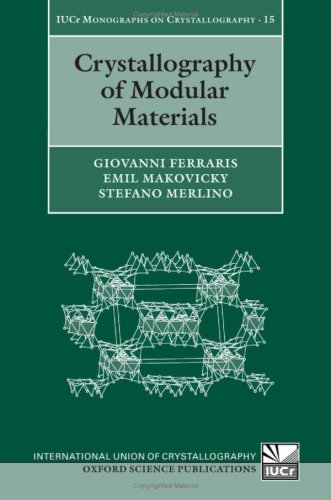 IUCr MONOGRAPHS ON CRYSTALLOGRAPHY · 15
Crystallography
of Modular
Materials
GIOVANNI FERRARIS
EMIL MAKOVICKY
STEFANO MERLINO
INTERNATIONAL UNION OF CRYSTALLOGRAPHY
OXFORD SCIENCE PUBLICATIONS
IUCr